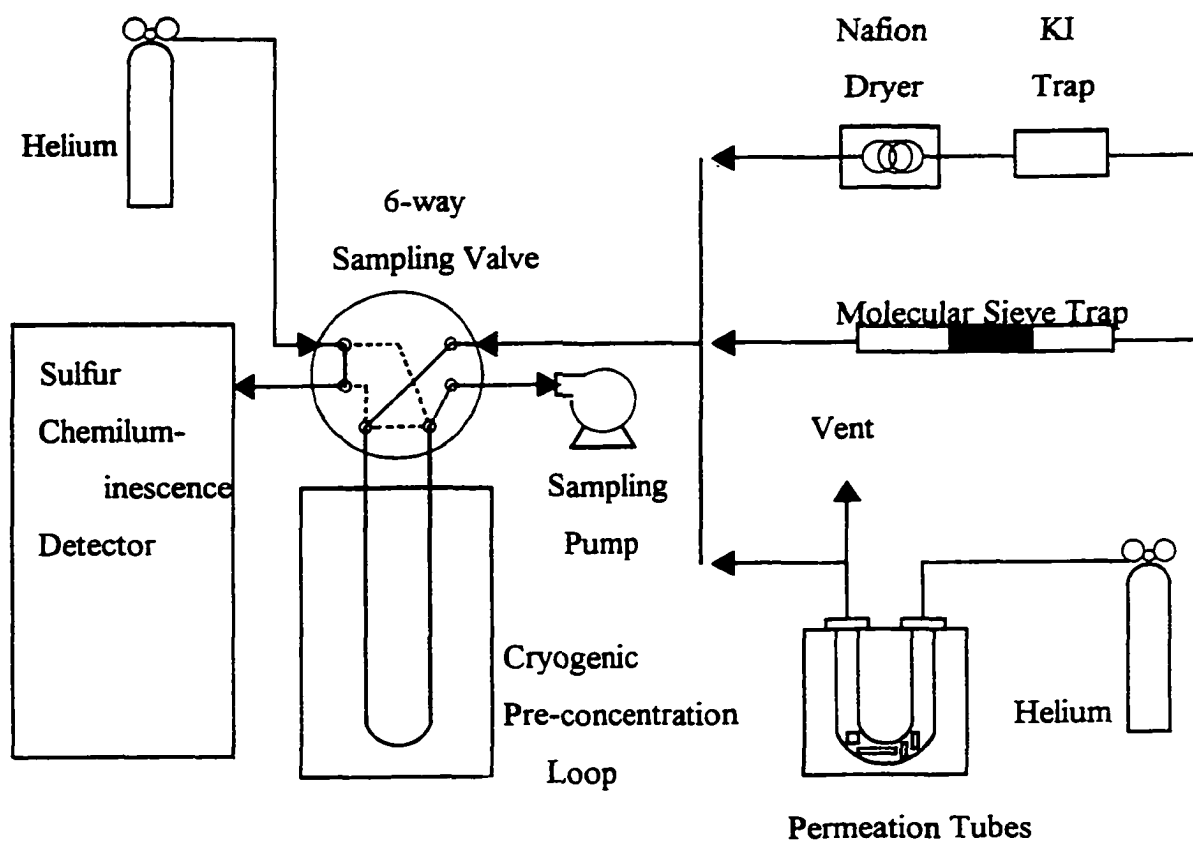 Nafion
Dryer
KI
Trap
Helium
6-way
Sampling Valve
Molecular Sieve Trap
Sulfur
Chemilum-
inescence
Detector
Vent
Sampling
Pump
Cryogenic
Pre-concentration
Loop
Helium
Permeation Tubes